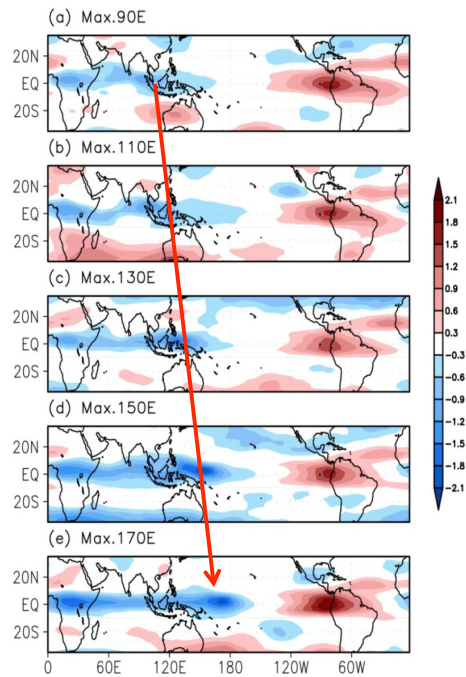 (a) Max.90E
20N
EQ
20S
(b) Max.110E
20N
EQ
20S
(c) Max.130E
20N
EQ
20S
(d) Max.150E
20N
EQ
20S
(e) Max.170E
20N
EQ
20S
0 60E 120E 180 120W 60W
2.1
1.8
1.5
1.2
0.9
0.6
0.3
-0.3
-0.6
-0.9
-1.2
-1.5
-1.8
-2.1